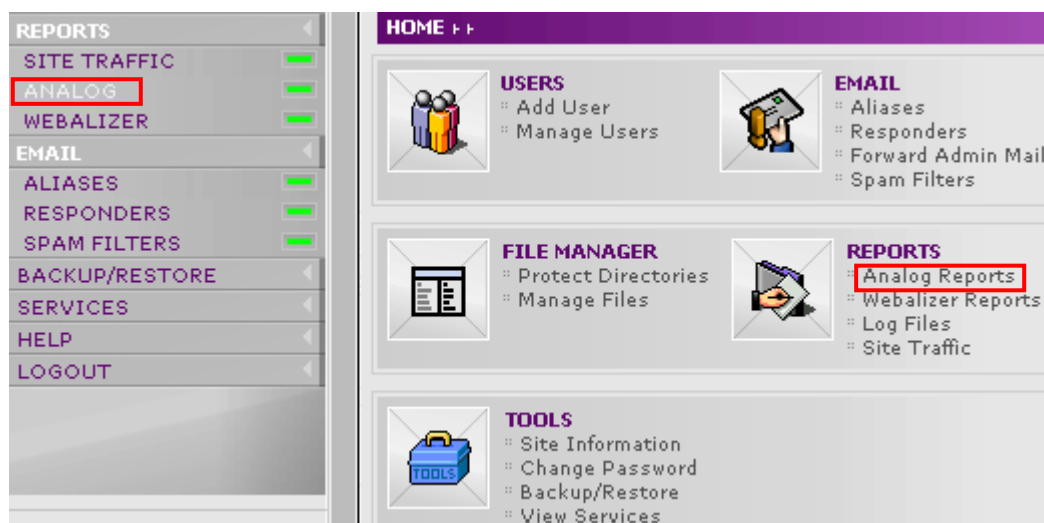 REPORTS
SITE TRAFFIC
ANALOG
WEBALIZER
EMAIL
ALIASES
RESPONDERS
SPAM FILTERS
BACKUP/RESTORE
SERVICES
HELP
LOGOUT
HOME
USERS
Add User
Manage Users
EMAIL
Aliases
Responders
Forward Admin Mail
Spam Filters
FILE MANAGER
Protect Directories
Manage Files
REPORTS
Analog Reports
Webalizer Reports
Log Files
Site Traffic
TOOLS
TOOLS
Site Information
Change Password
Backup/Restore
View Services